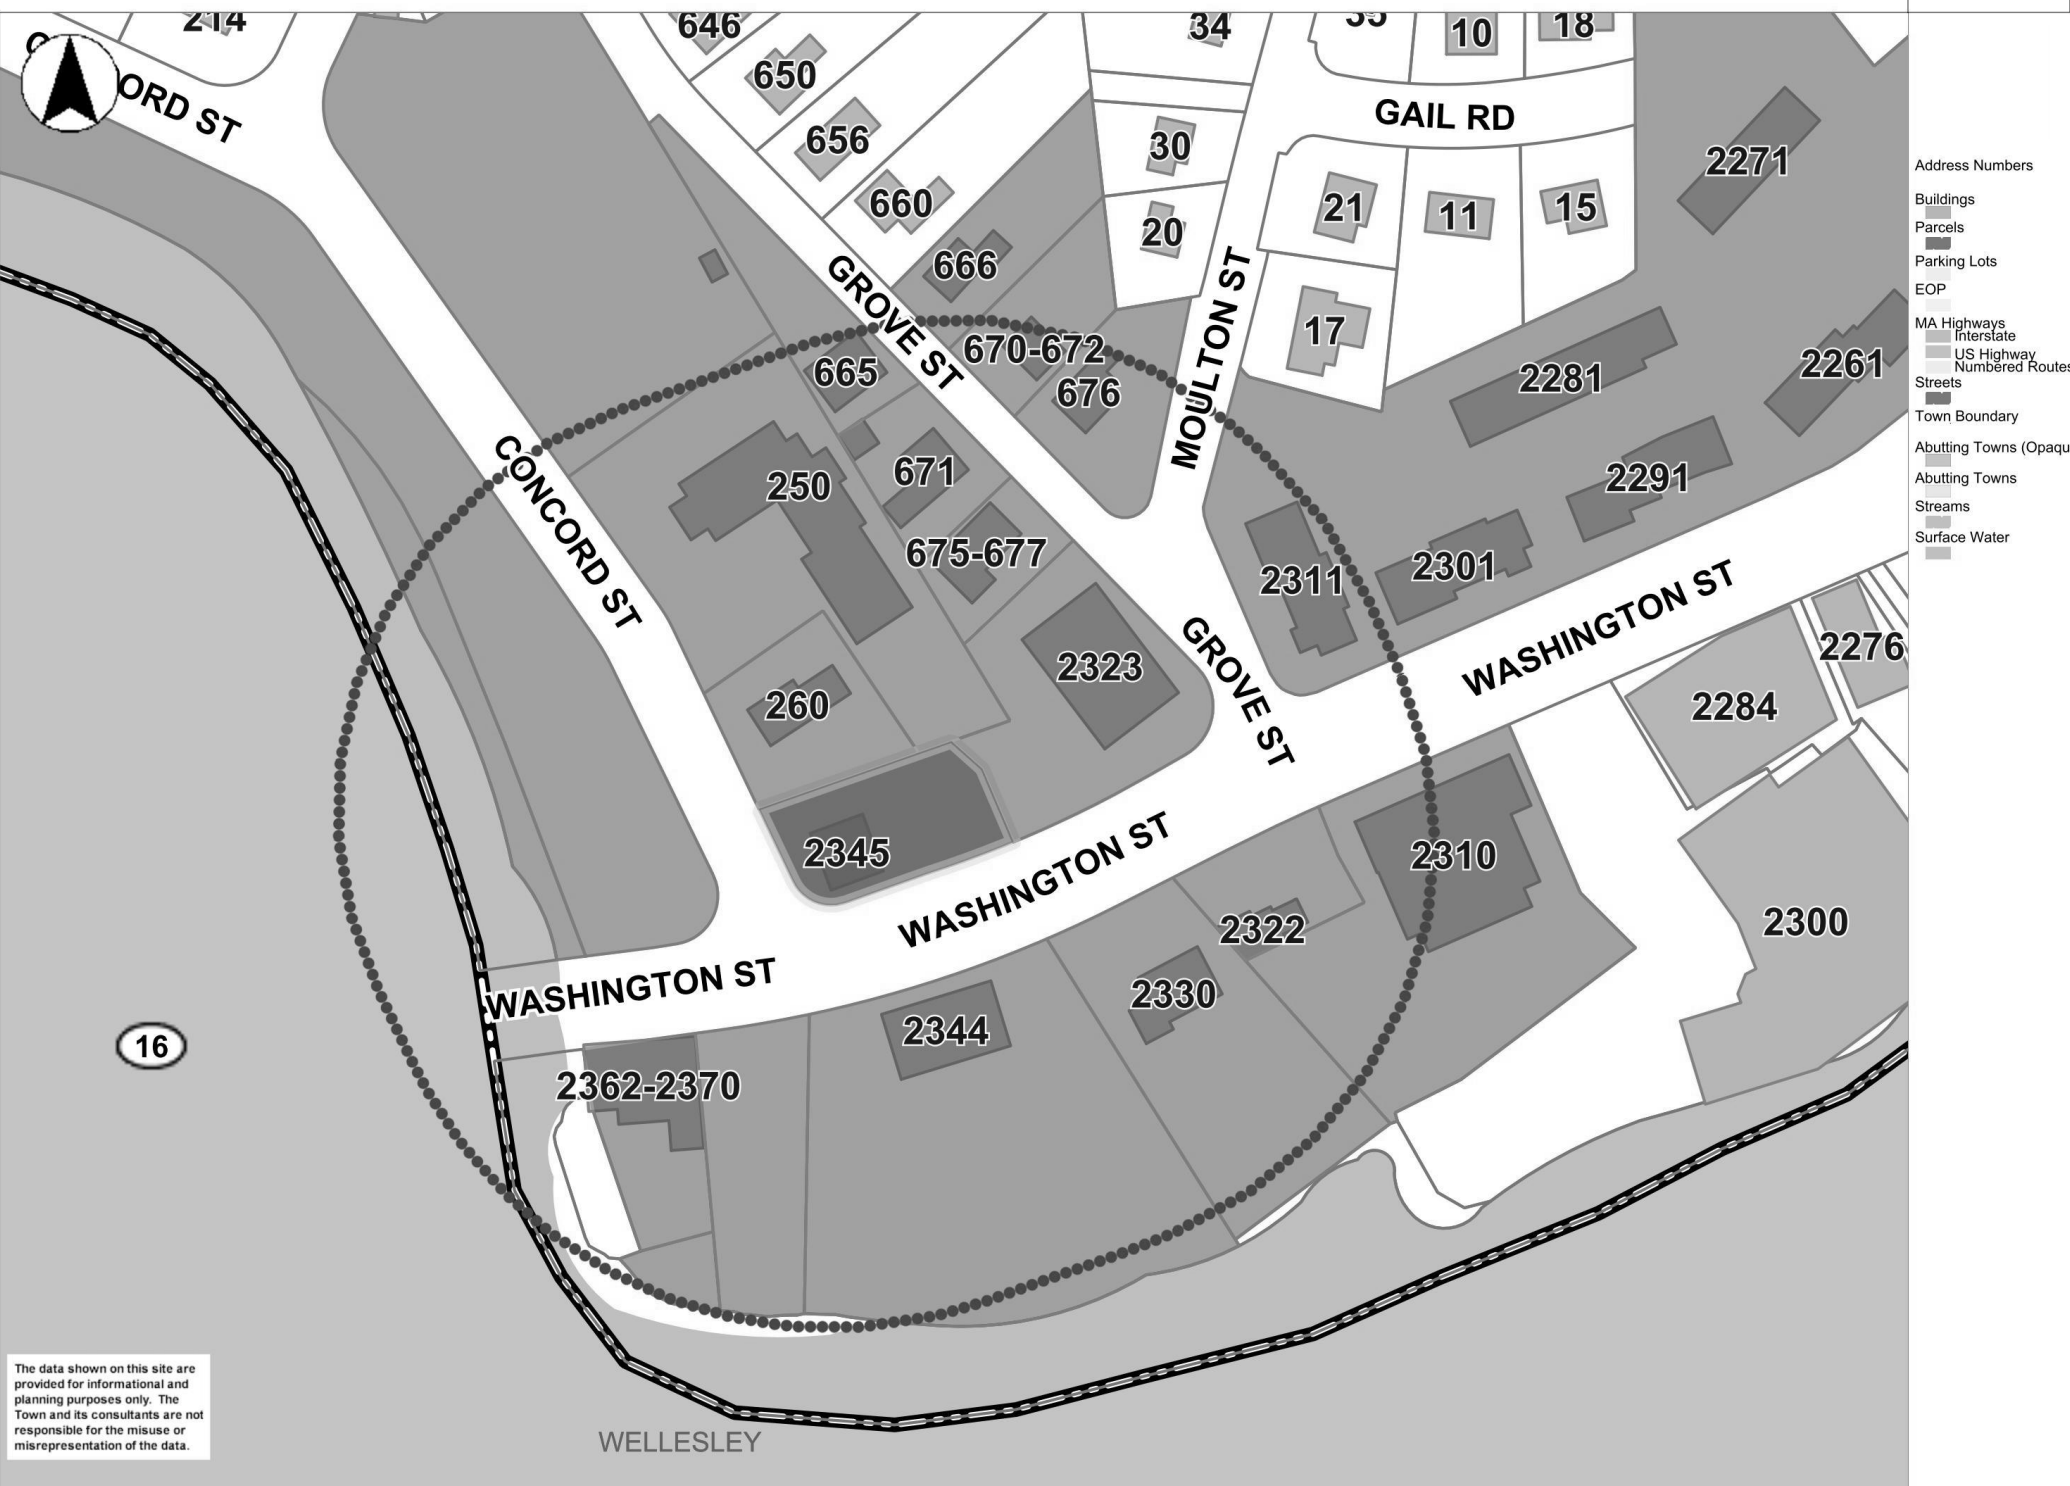 214
646
34
35
10
18
ORD ST
650
656
660
666
GAIL RD
30
20
21
11
15
17
2271
GROVE ST
MOULTON ST
670-672
676
665
2281
2261
CONCORD ST
250
671
675-677
2291
2311
2301
WASHINGTON ST
GROVE ST
2323
260
2276
2284
2345
WASHINGTON ST
2310
2322
2300
WASHINGTON ST
2330
2344
2362-2370
16
WELLESLEY
The data shown on this site are
provided for informational and
planning purposes only. The
Town and its consultants are not
responsible for the misuse or
misrepresentation of the data.
Address Numbers
Buildings
Parcels
Parking Lots
EOP
MA Highways
Interstate
US Highway
Numbered Routes
Streets
Town Boundary
Abutting Towns (Opaqu
Abutting Towns
Streams
Surface Water